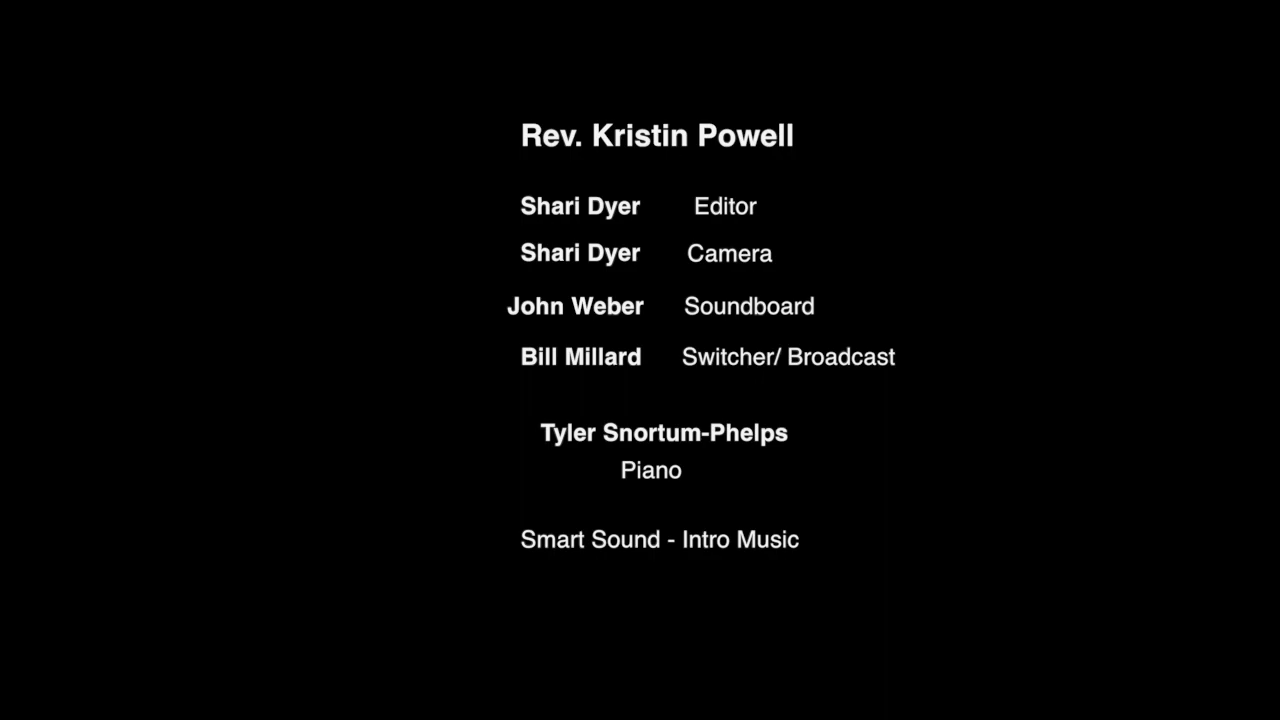 Rev. Kristin Powell
Shari Dyer Editor
Shari Dyer Camera
John Weber Soundboard
Bill Millard Switcher/ Broadcast
Tyler Snortum-Phelps
Piano
Smart Sound - Intro Music